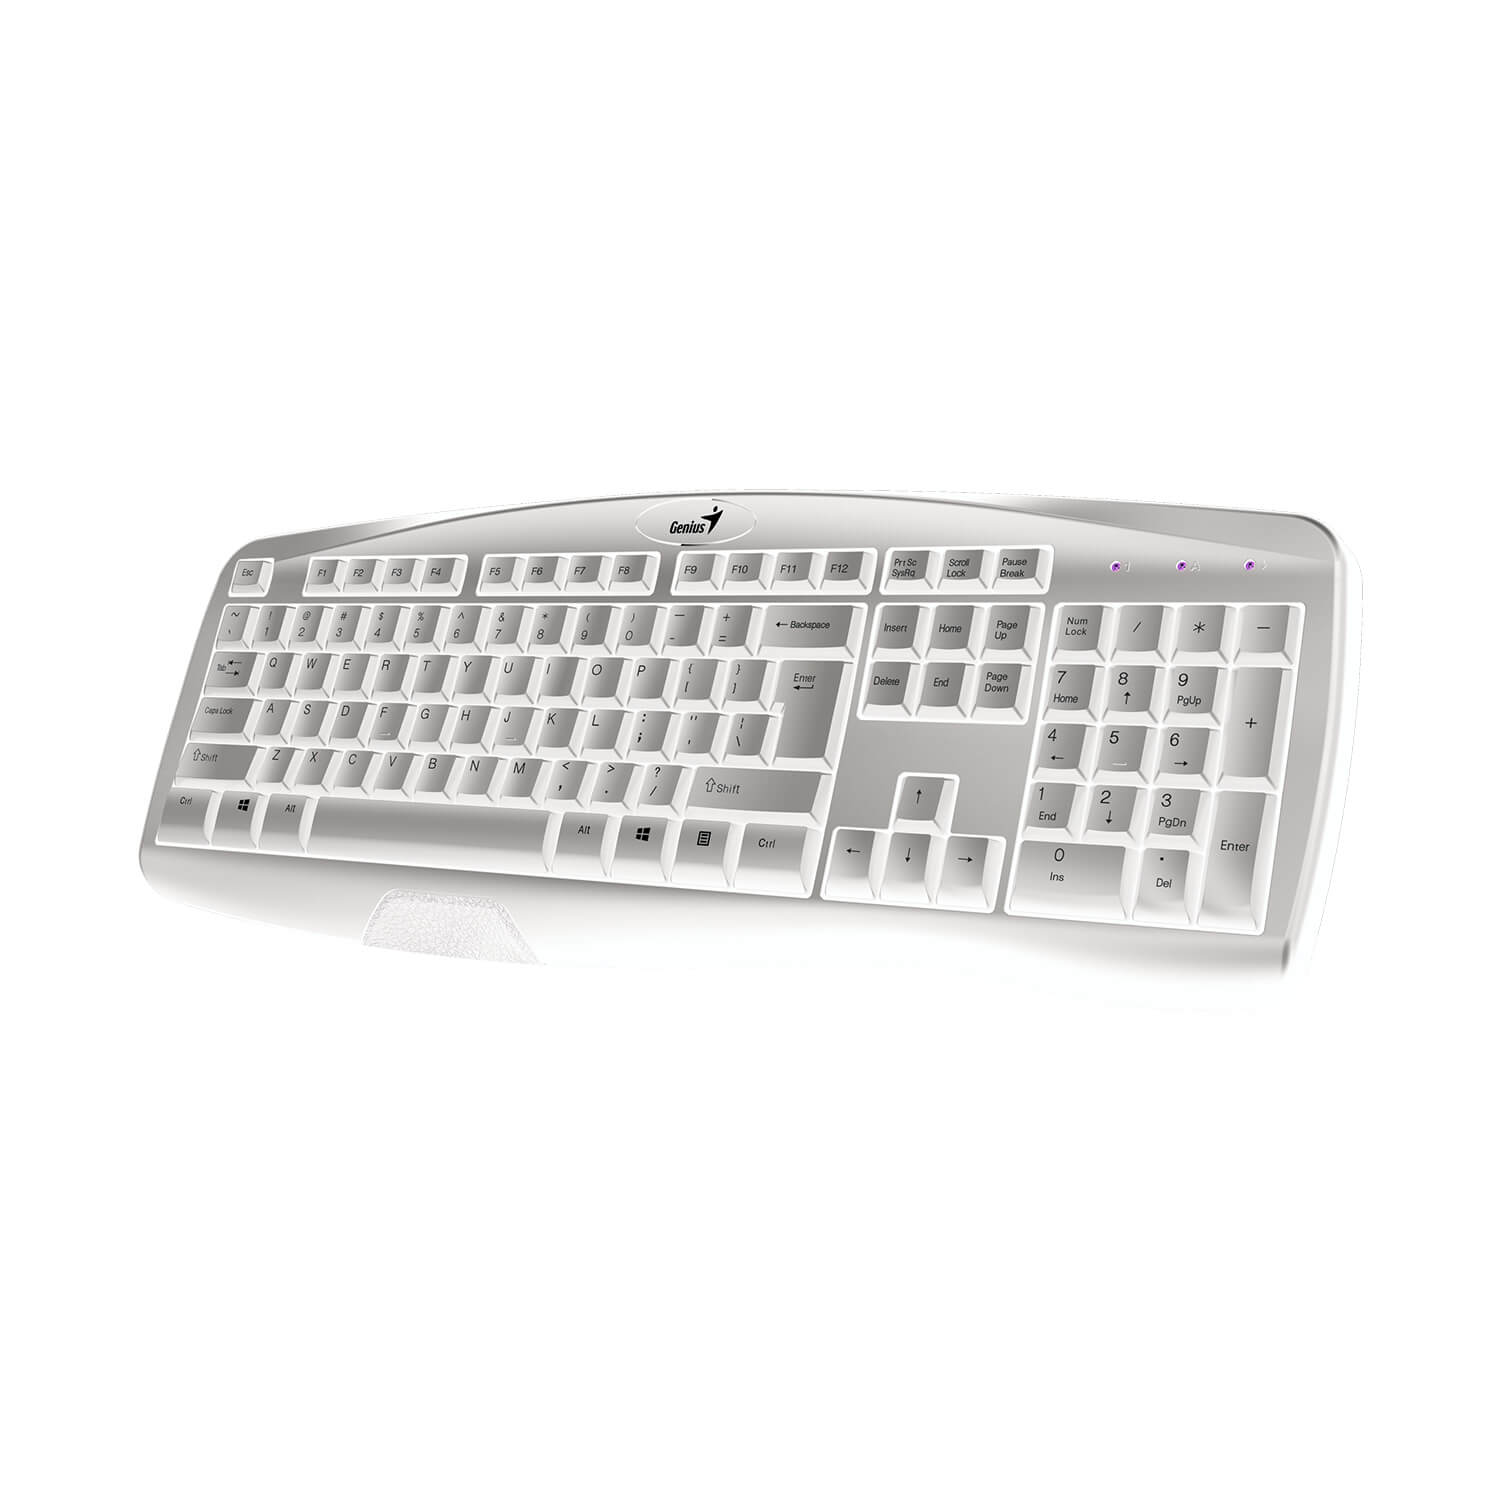 Genius
Esc F1 F2 F3 F4 F5 F6 F7 F8 F9 F10 F11 F12 PrtSc SysRq Scroll Lock Pause Break
~ ` ! 1 @ 2 # 3 $ 4 % 5 ^ 6 & 7 * 8 ( 9 ) 0 — - + = ← Backspace Insert Home Page Up Num Lock / * —
Tab Q W E R T Y U I O P { [ } ] Enter Delete End Page Down 7 Home 8 ↑ 9 PgUp +
Caps Lock A S D F G H J K L : ; " ' ¦ \ 4 ← 5 6 →
⇧Shift Z X C V B N M < , > . ? / ⇧Shift ↑ 1 End 2 ↓ 3 PgDn Enter
Ctrl Alt Alt Ctrl ← ↓ → 0 Ins . Del